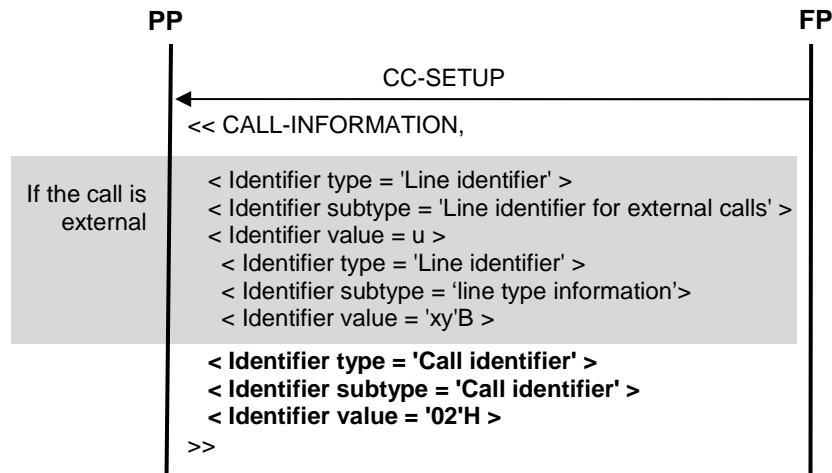 PP FP
CC-SETUP
<< CALL-INFORMATION,
If the call is
external
< Identifier type = 'Line identifier' >
< Identifier subtype = 'Line identifier for external calls' >
< Identifier value = u >
< Identifier type = 'Line identifier' >
< Identifier subtype = ‘line type information’>
< Identifier value = 'xy'B >
< Identifier type = 'Call identifier' >
< Identifier subtype = 'Call identifier' >
< Identifier value = '02'H >
>>